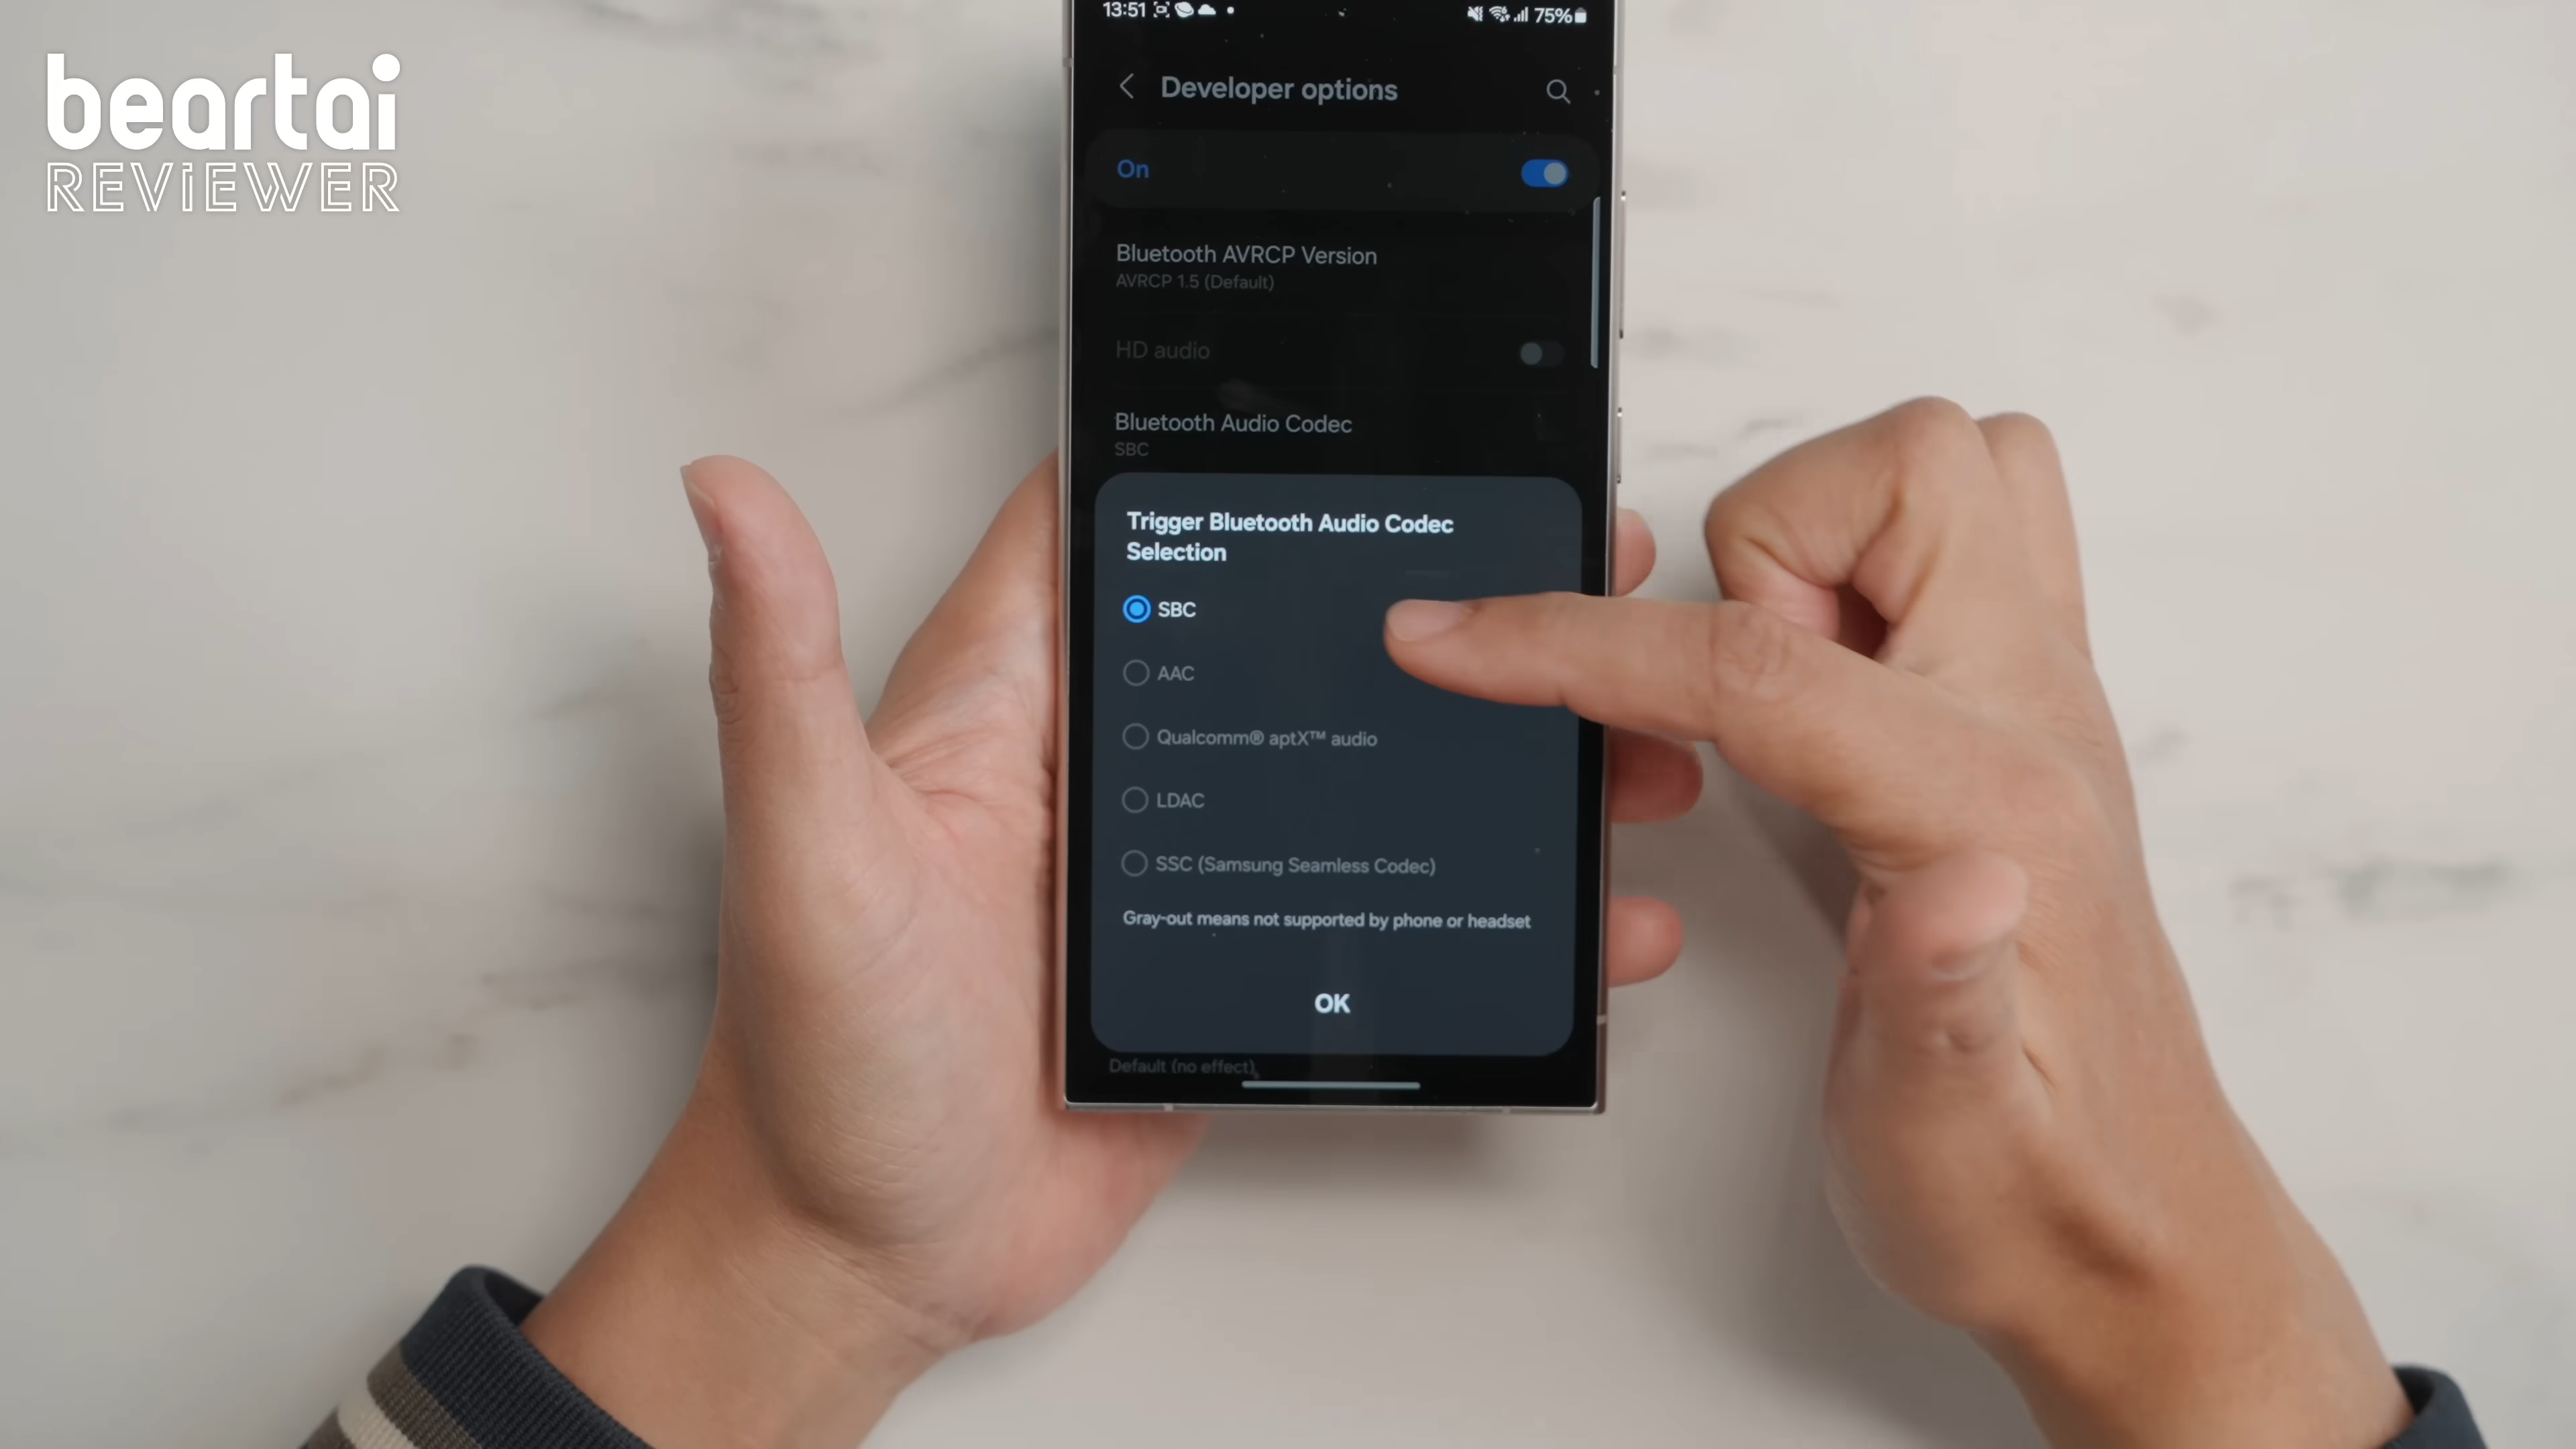 beartai
REViEWER
13:51
75%
Developer options
On
Bluetooth AVRCP Version
AVRCP 1.5 (Default)
HD audio
Bluetooth Audio Codec
SBC
Trigger Bluetooth Audio Codec
Selection
SBC
AAC
Qualcomm® aptX™ audio
LDAC
SSC (Samsung Seamless Codec)
Gray-out means not supported by phone or headset
OK
Default (no effect)